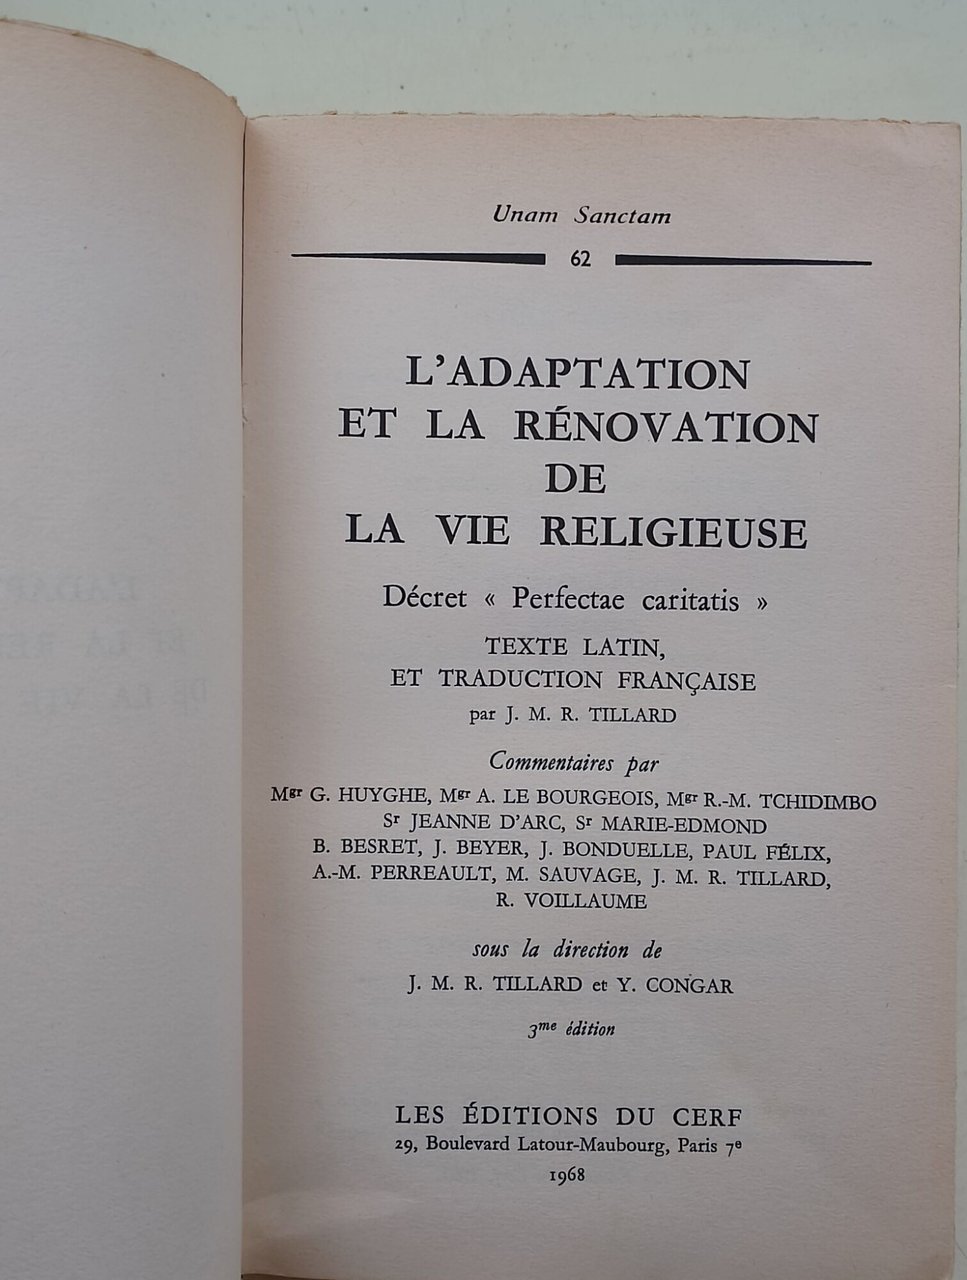 Unam Sanctam
62
L'ADAPTATION
ET LA RÉNOVATION
DE
LA VIE RELIGIEUSE
Décret « Perfectae caritatis »
TEXTE LATIN,
ET TRADUCTION FRANÇAISE
par J. M. R. TILLARD
Commentaires par
Mgr G. HUYGHE, Mgr A. LE BOURGEOIS, Mgr R.-M. TCHIDIMBO
Sr JEANNE D'ARC, Sr MARIE-EDMOND
B. BESRET, J. BEYER, J. BONDUELLE, PAUL FÉLIX,
A.-M. PERREAULT, M. SAUVAGE, J. M. R. TILLARD,
R. VOILLAUME
sous la direction de
J. M. R. TILLARD et Y. CONGAR
3me édition
LES ÉDITIONS DU CERF
29, Boulevard Latour-Maubourg, Paris 7e
1968